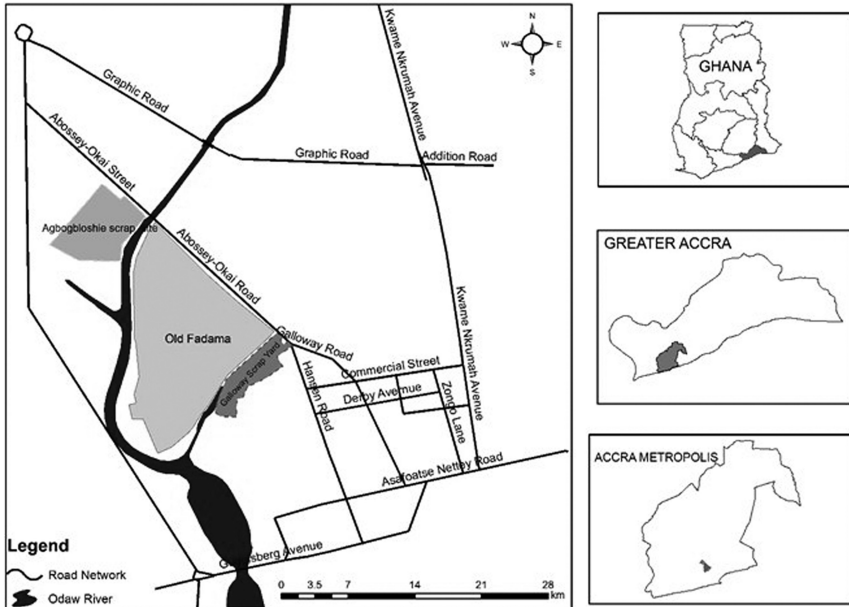 N
W E
S
Graphic Road
Kwame Nkrumah Avenue
Abossey-Okai Street
Graphic Road
Addition Road
Agbogbloshie scrap site
Abossey-Okai Road
Kwame Nkrumah Avenue
Old Fadama
Galloway Road
Galloway Scrap Yard
Commercial Street
Hansen Road
Derby Avenue
Zongo Lane
Asafoatse Nettey Road
Avenue
Legend
Road Network
Odaw River
0 3.5 7 14 21 28
km
GHANA
GREATER ACCRA
ACCRA METROPOLIS